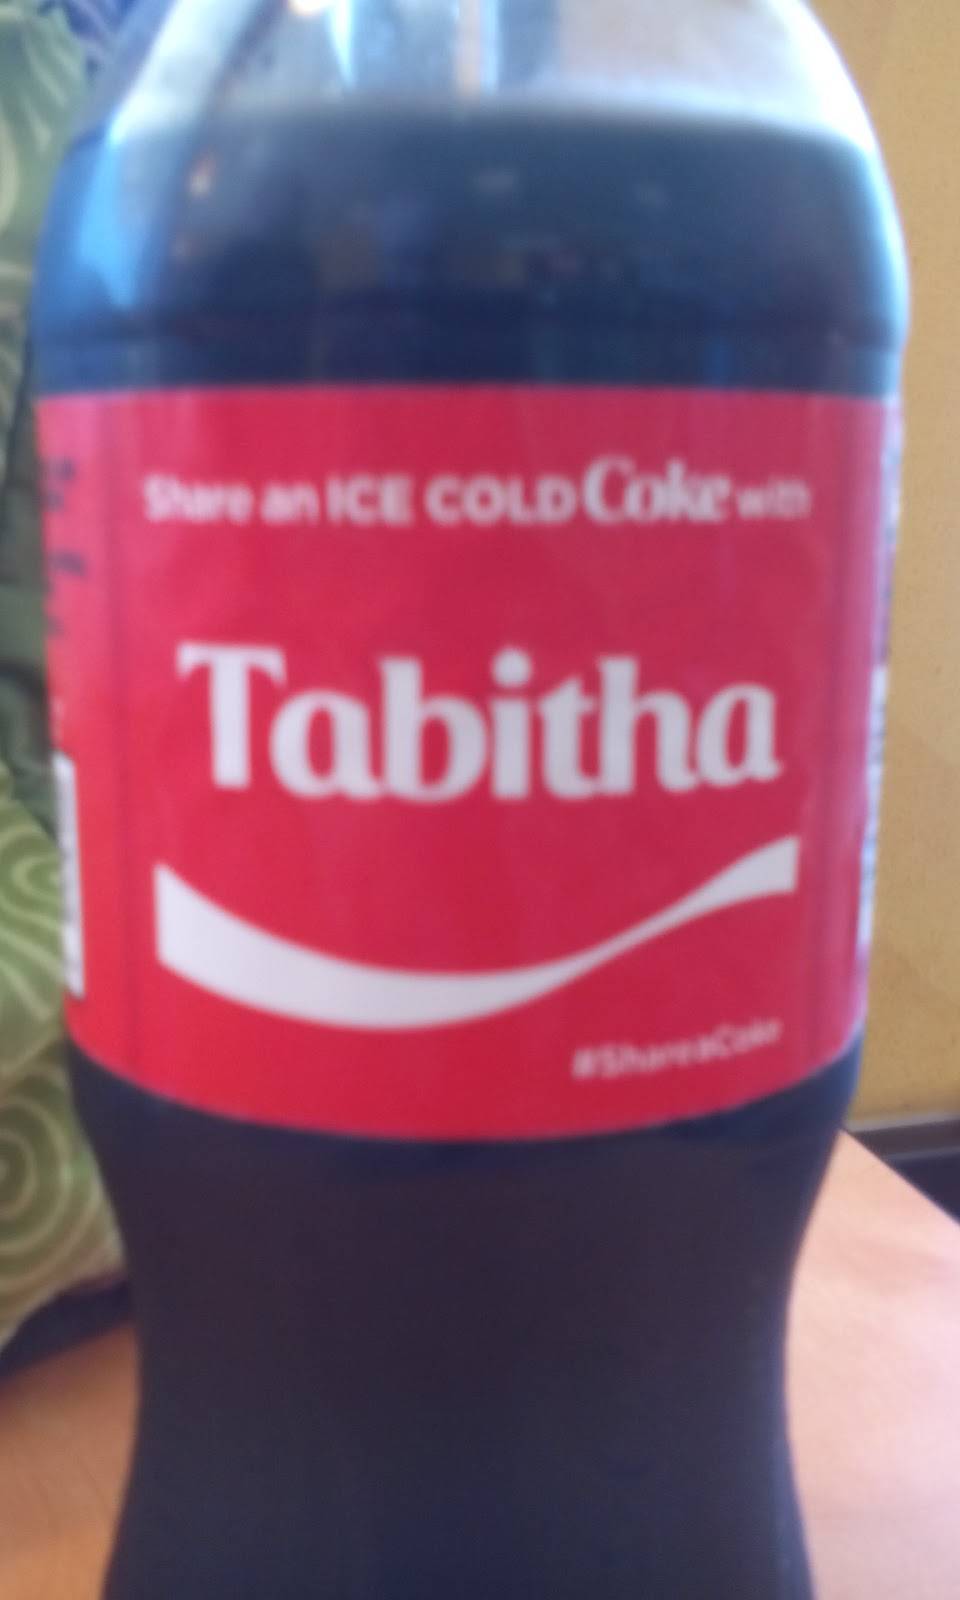 Share an ICE COLD Coke with
Tabitha
#ShareaCoke